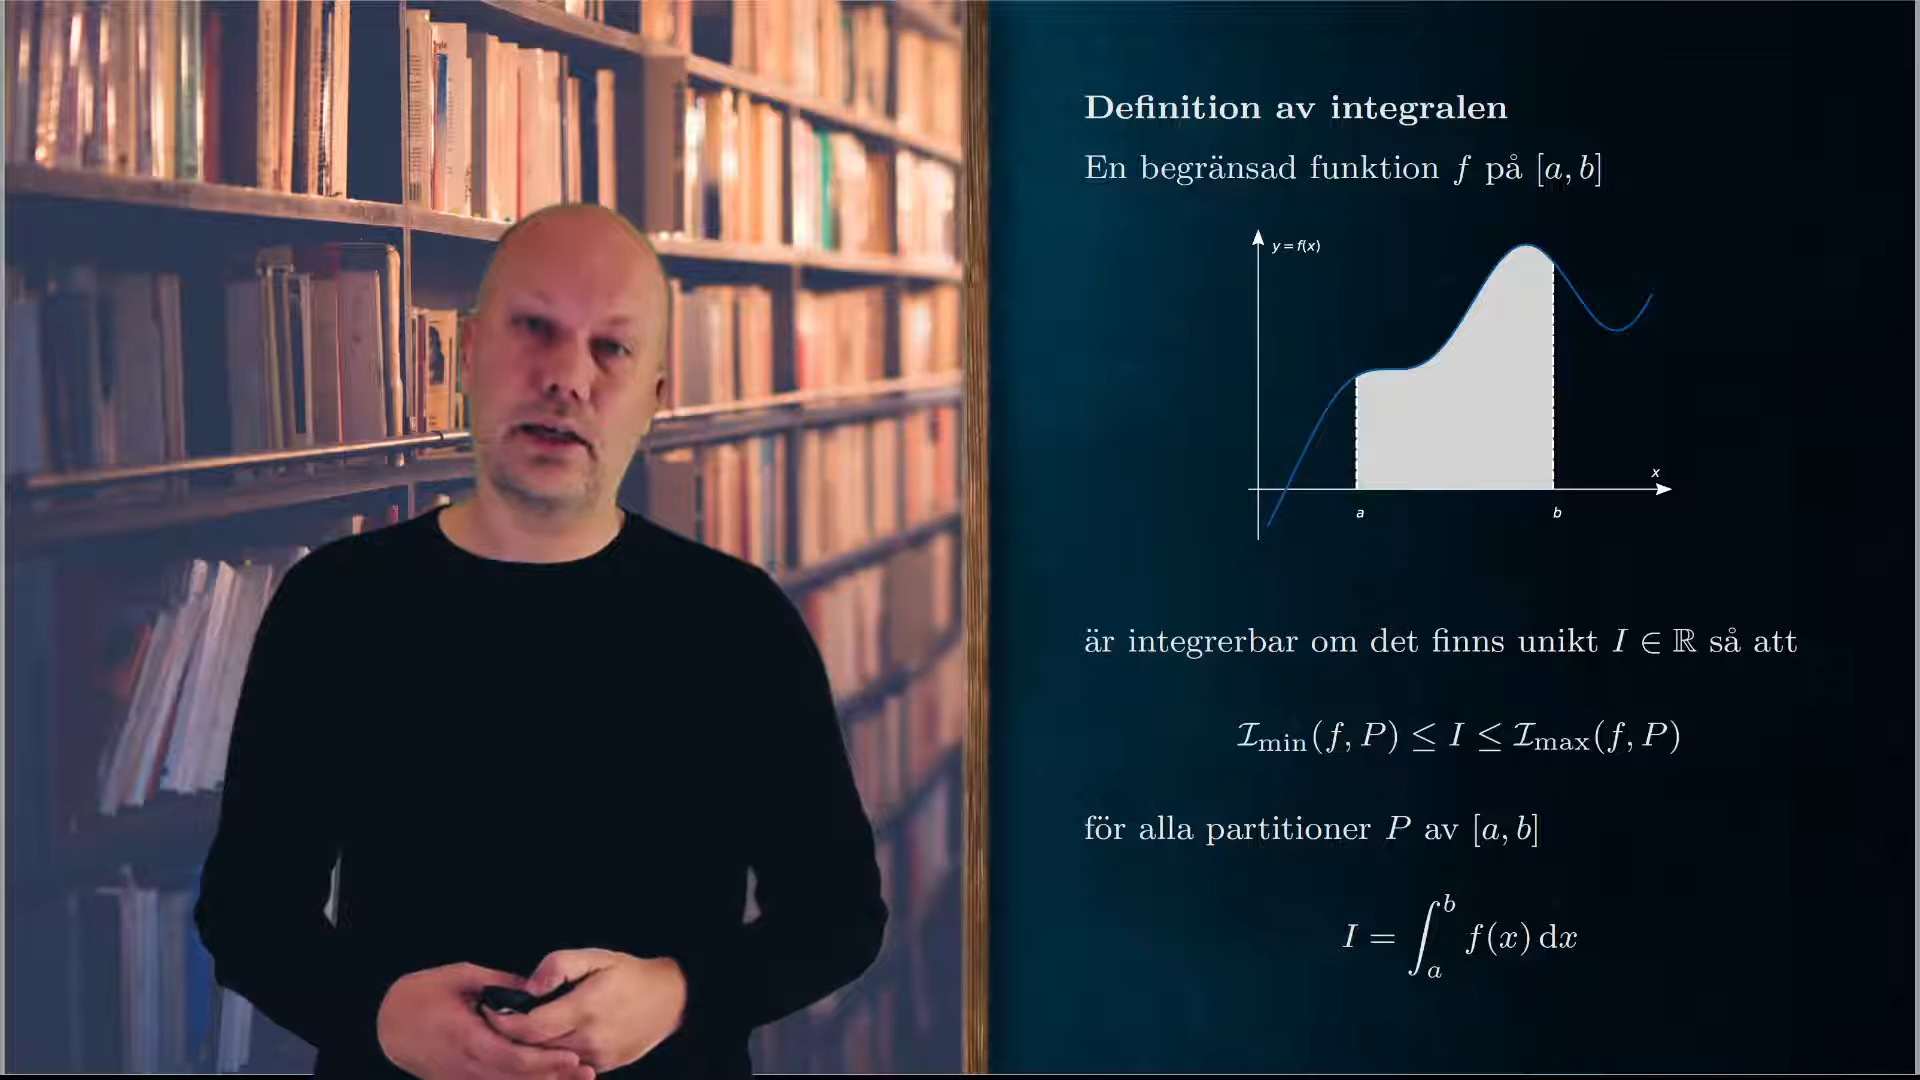 Definition av integralen
En begränsad funktion f på [a, b]
y = f(x)
x
a
b
är integrerbar om det finns unikt I ∈ ℝ så att
ℐmin(f, P) ≤ I ≤ ℐmax(f, P)
för alla partitioner P av [a, b]
I = ∫_a^b f(x) dx